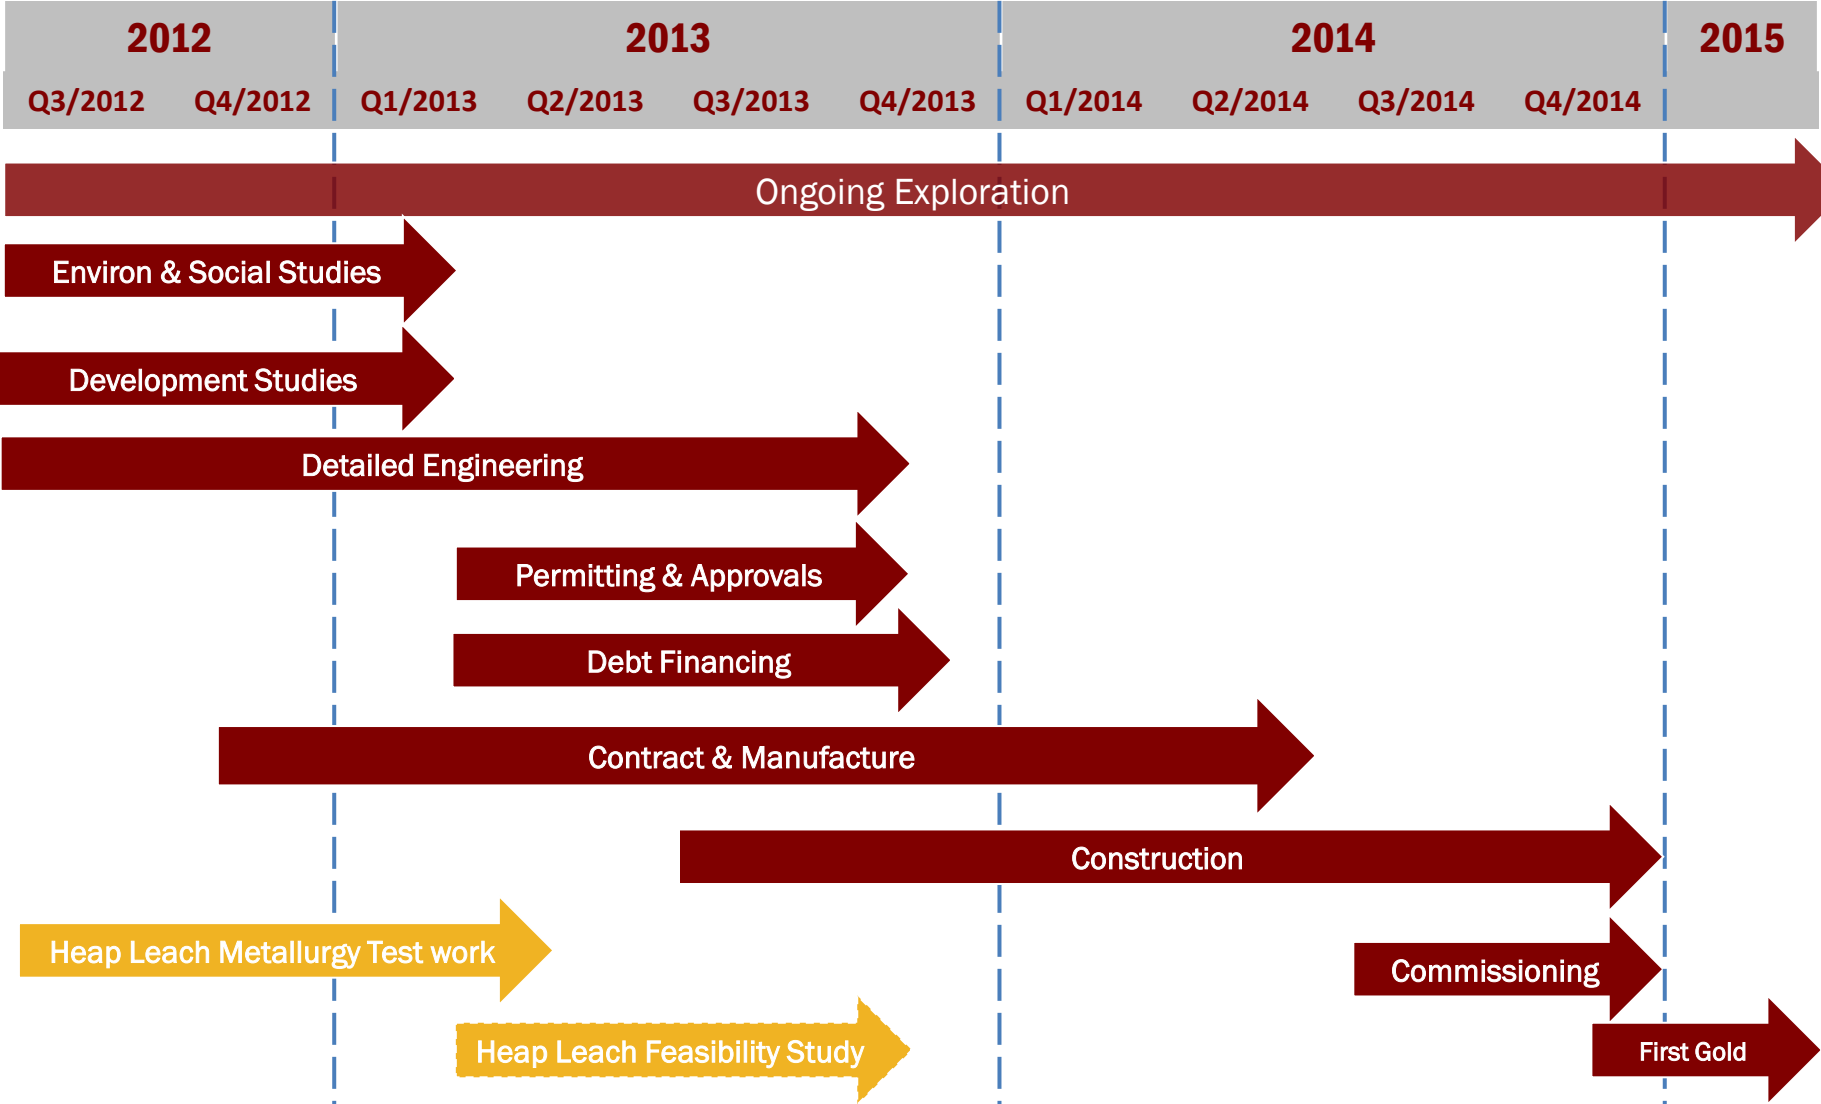 2012 2013 2014 2015
Q3/2012 Q4/2012 Q1/2013 Q2/2013 Q3/2013 Q4/2013 Q1/2014 Q2/2014 Q3/2014 Q4/2014
Ongoing Exploration
Environ & Social Studies
Development Studies
Detailed Engineering
Permitting & Approvals
Debt Financing
Contract & Manufacture
Construction
Heap Leach Metallurgy Test work
Commissioning
Heap Leach Feasibility Study
First Gold